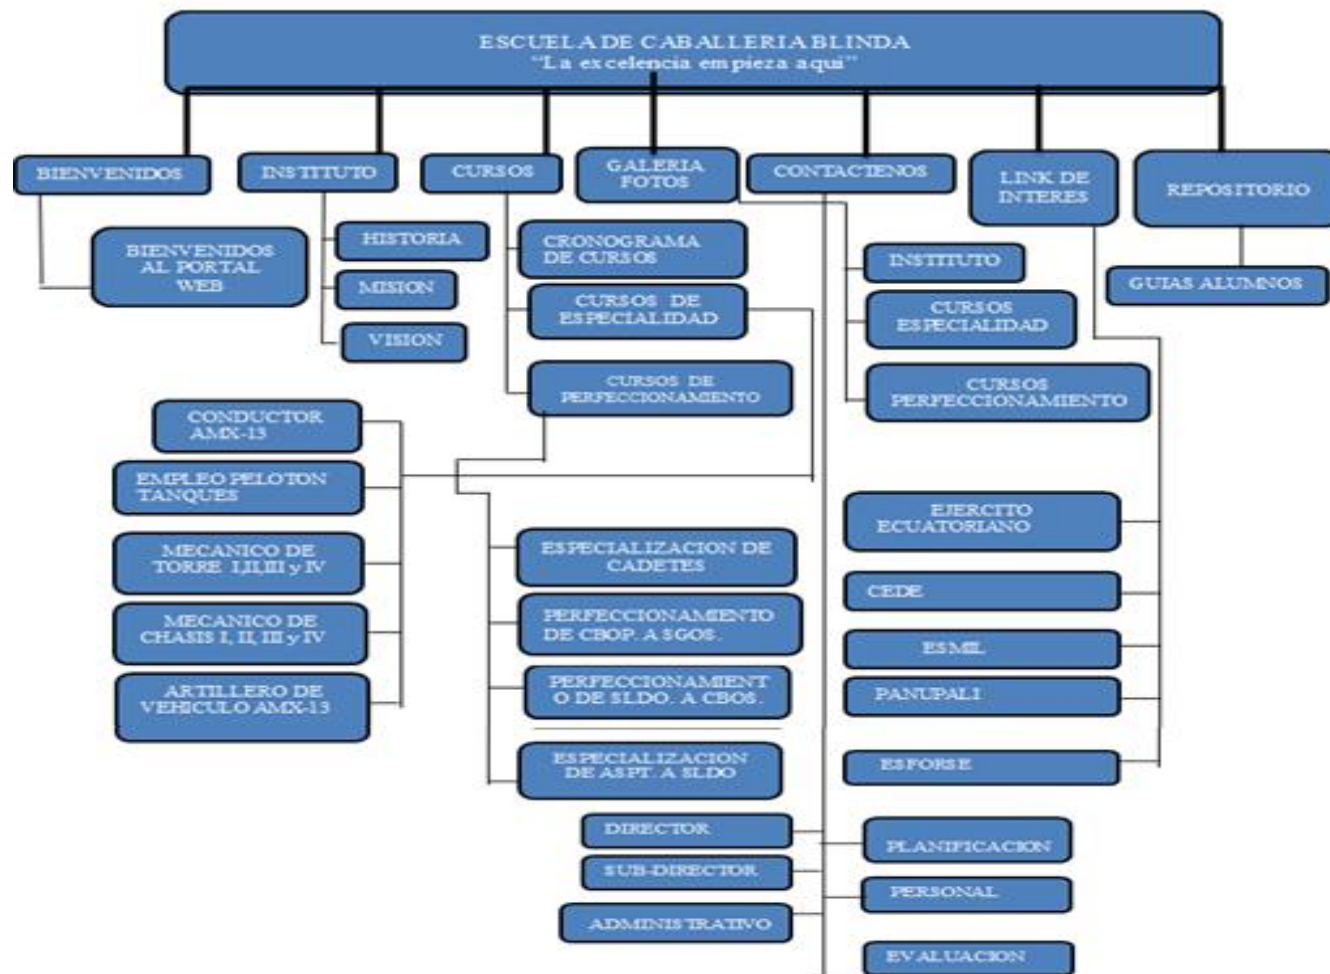 ESCUELA DE CABALLERIA BLINDA
“La excelencia empieza aqui”
BIENVENIDOS
INSTITUTO
CURSOS
GALERIA
FOTOS
CONTACTENOS
LINK DE
INTERES
REPOSITORIO
BIENVENIDOS
AL PORTAL
WEB
HISTORIA
MISION
VISION
CRONOGRAMA
DE CURSOS
CURSOS DE
ESPECIALIDAD
CURSOS DE
PERFECCIONAMIENTO
INSTITUTO
CURSOS
ESPECIALIDAD
CURSOS
PERFECCIONAMIENTO
GUIAS ALUMNOS
CONDUCTOR
AMX-13
EMPLEO PELOTON
TANQUES
MECANICO DE
TORRE I,II,III y IV
MECANICO DE
CHASIS I, II, III y IV
ARTILLERO DE
VEHICULO AMX-13
ESPECIALIZACION DE
CADETES
PERFECCIONAMIENTO
DE CBOP. A SGOS.
PERFECCIONAMIENT
O DE SLDO. A CBOS.
ESPECIALIZACION
DE ASPT. A SLDO
EJERCITO
ECUATORIANO
CEDE
ESMIL
PANUPALI
ESFORSE
DIRECTOR
SUB-DIRECTOR
ADMINISTRATIVO
PLANIFICACION
PERSONAL
EVALUACION